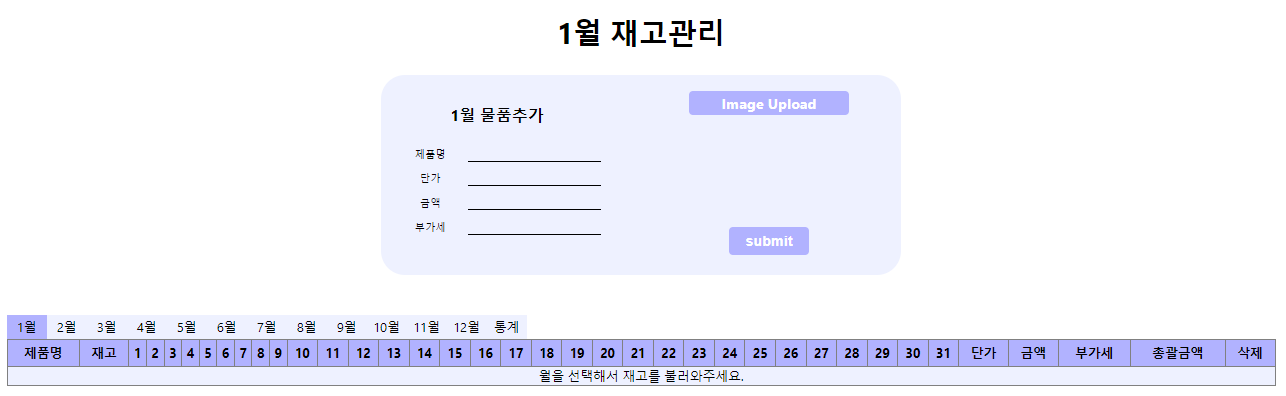 1월 재고관리
Image Upload
1월 물품추가
제품명
단가
금액
부가세
submit
1월 2월 3월 4월 5월 6월 7월 8월 9월 10월 11월 12월 통계
제품명 재고 1 2 3 4 5 6 7 8 9 10 11 12 13 14 15 16 17 18 19 20 21 22 23 24 25 26 27 28 29 30 31 단가 금액 부가세 총괄금액 삭제
월을 선택해서 재고를 불러와주세요.